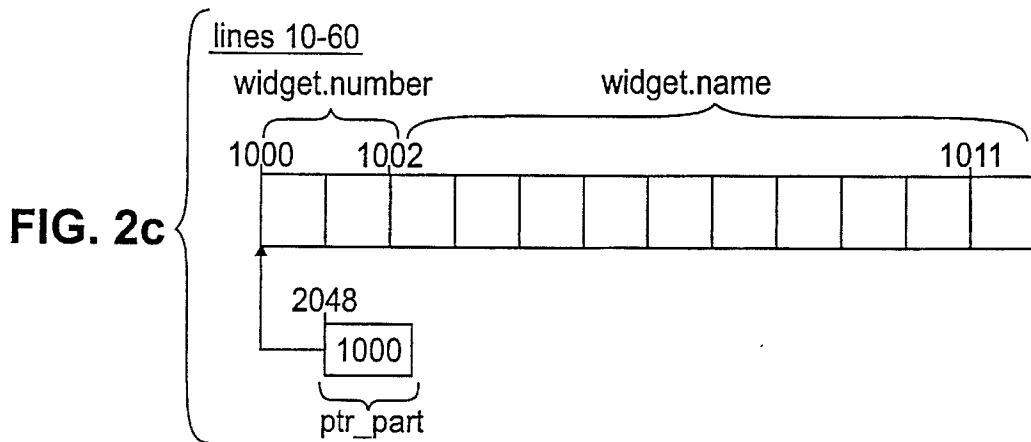 lines 10-60
widget.number widget.name
1000 1002 1011
FIG. 2c
2048
1000
ptr_part